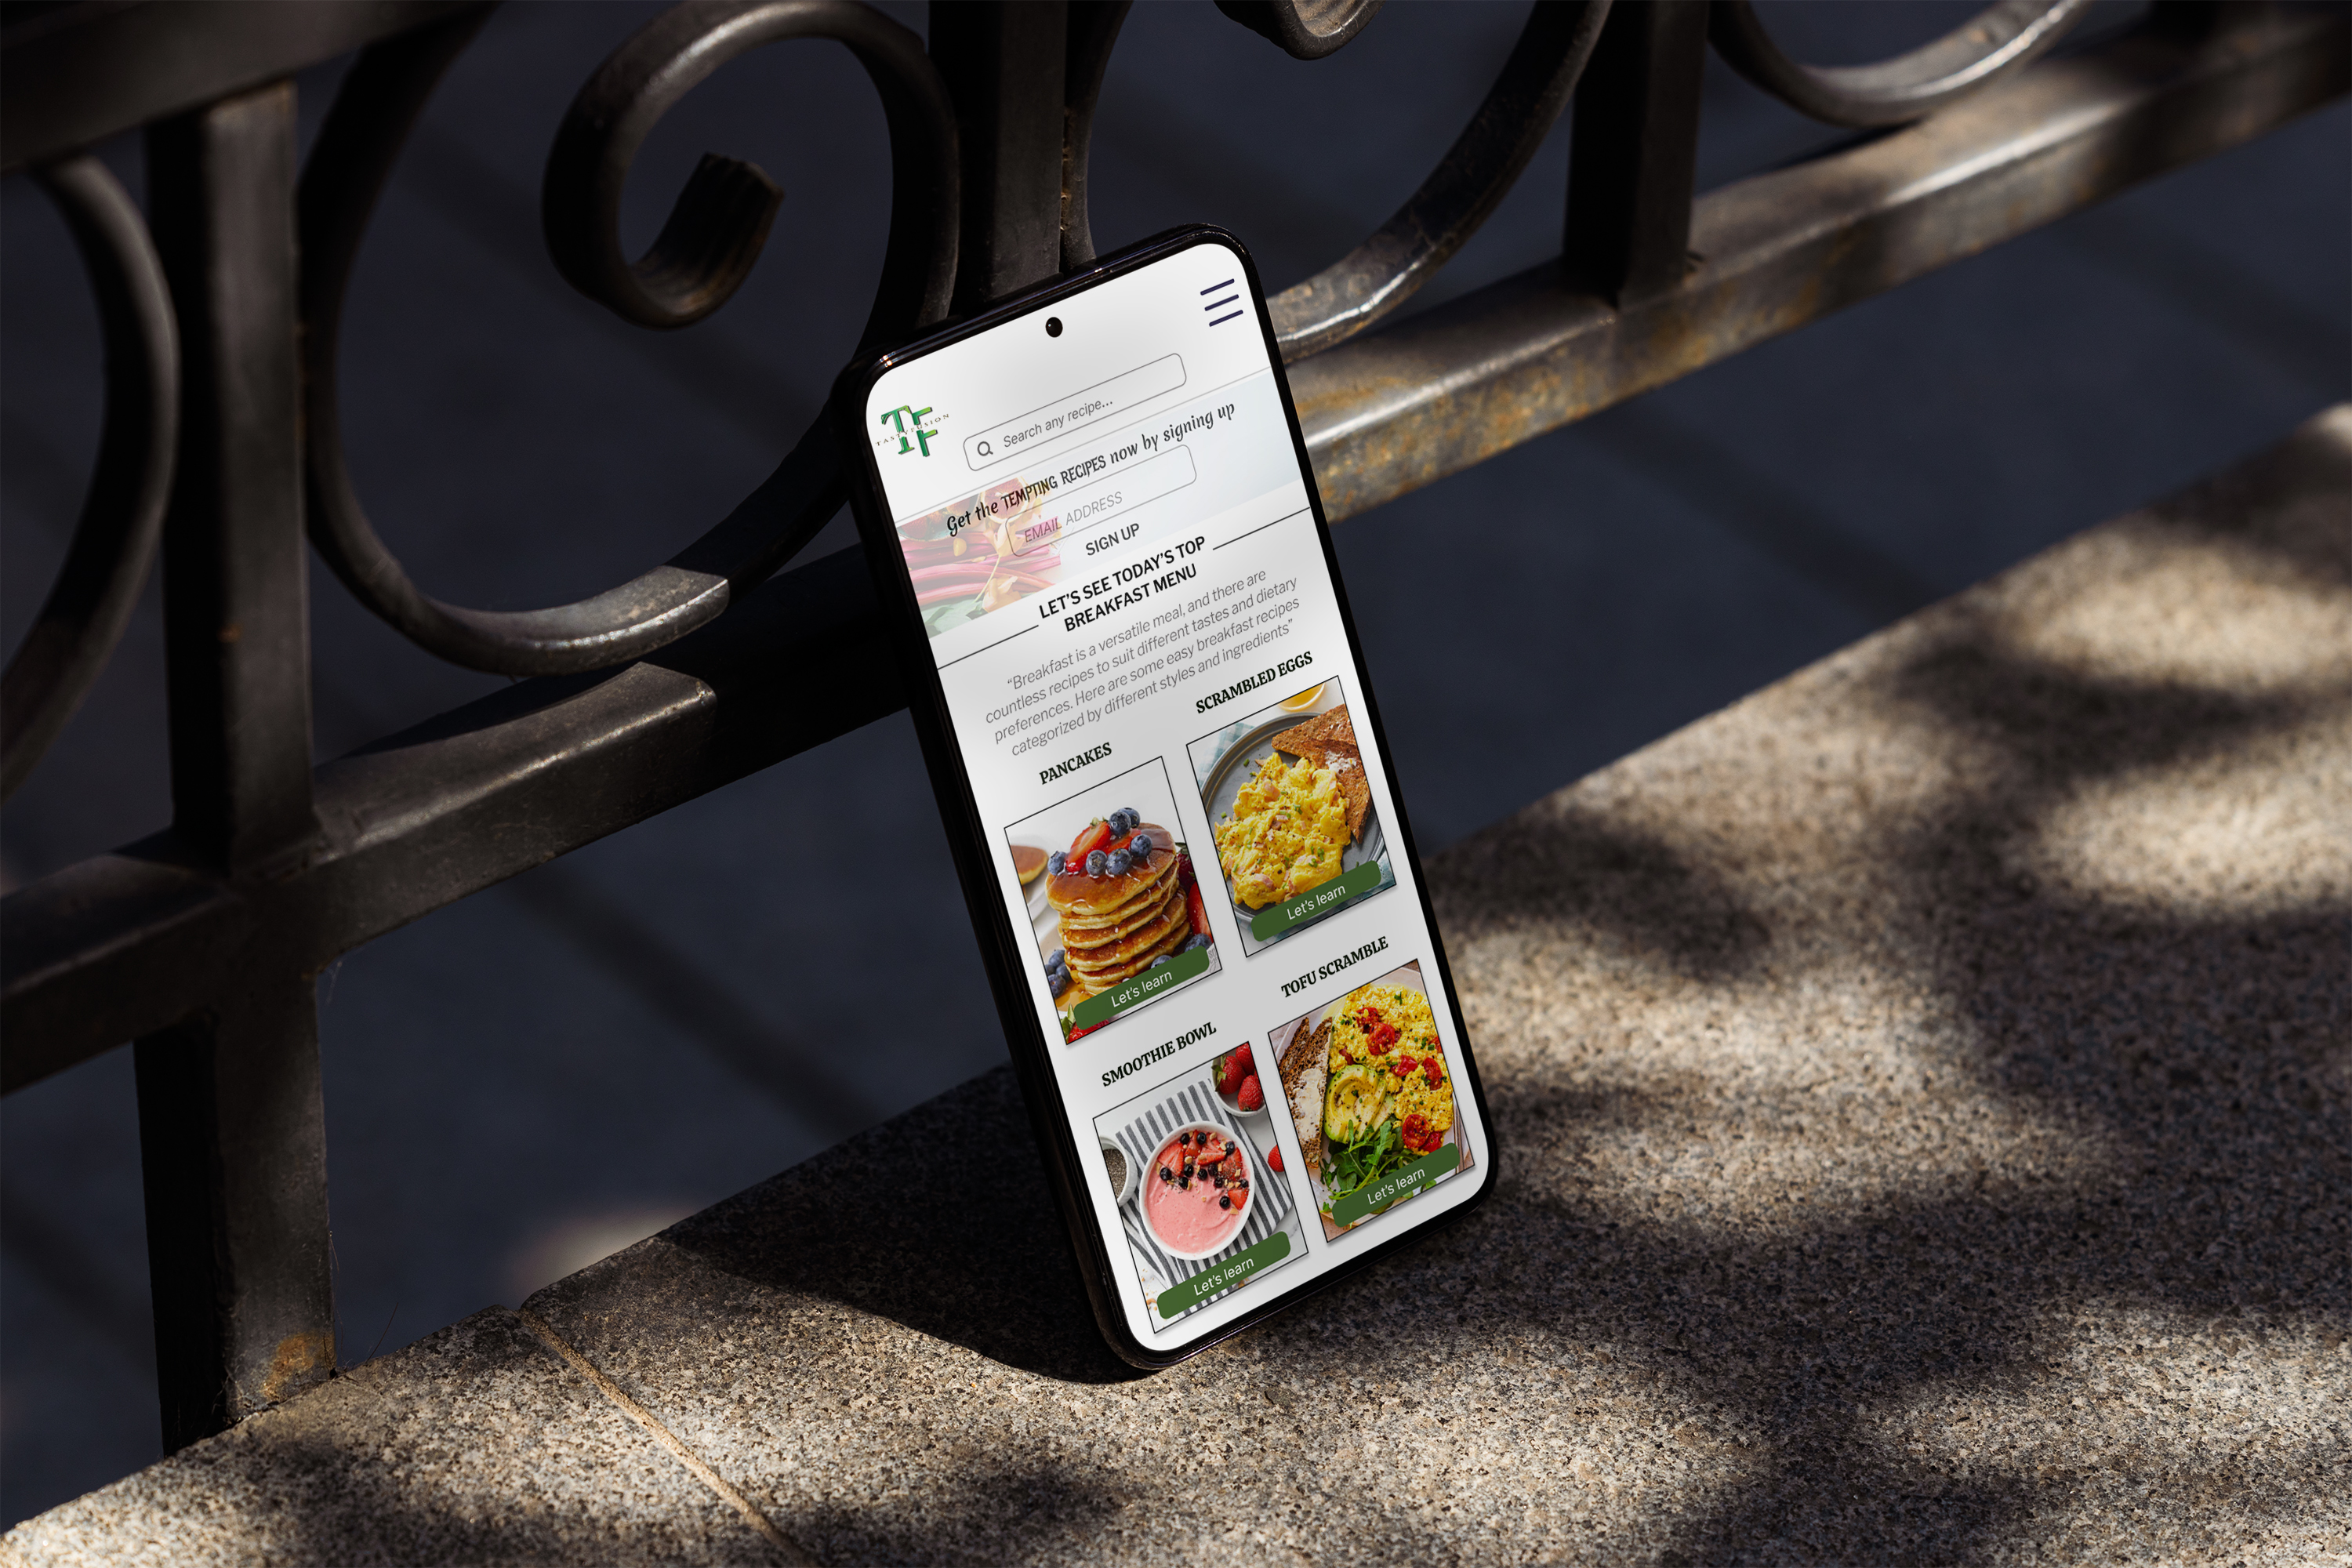 TF
TASTYFUSION
Search any recipe...
Get the TEMPTING RECIPES now by signing up
EMAIL ADDRESS
SIGN UP
LET'S SEE TODAY'S TOP
BREAKFAST MENU
“Breakfast is a versatile meal, and there are
countless recipes to suit different tastes and dietary
preferences. Here are some easy breakfast recipes
categorized by different styles and ingredients”
PANCAKES
SCRAMBLED EGGS
Let's learn
Let's learn
SMOOTHIE BOWL
TOFU SCRAMBLE
Let's learn
Let's learn